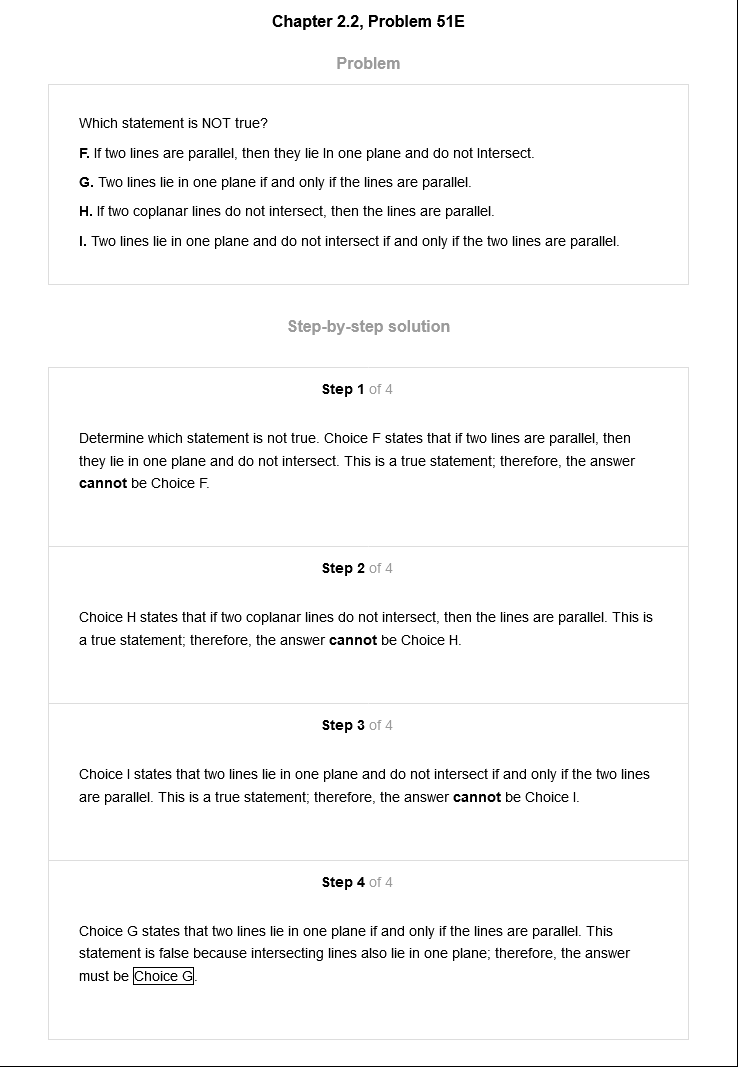 Chapter 2.2, Problem 51E
Problem
Which statement is NOT true?
F. If two lines are parallel, then they lie In one plane and do not Intersect.
G. Two lines lie in one plane if and only if the lines are parallel.
H. If two coplanar lines do not intersect, then the lines are parallel.
I. Two lines lie in one plane and do not intersect if and only if the two lines are parallel.
Step-by-step solution
Step 1 of 4
Determine which statement is not true. Choice F states that if two lines are parallel, then
they lie in one plane and do not intersect. This is a true statement; therefore, the answer
cannot be Choice F.
Step 2 of 4
Choice H states that if two coplanar lines do not intersect, then the lines are parallel. This is
a true statement; therefore, the answer cannot be Choice H.
Step 3 of 4
Choice I states that two lines lie in one plane and do not intersect if and only if the two lines
are parallel. This is a true statement; therefore, the answer cannot be Choice I.
Step 4 of 4
Choice G states that two lines lie in one plane if and only if the lines are parallel. This
statement is false because intersecting lines also lie in one plane; therefore, the answer
must be Choice G.